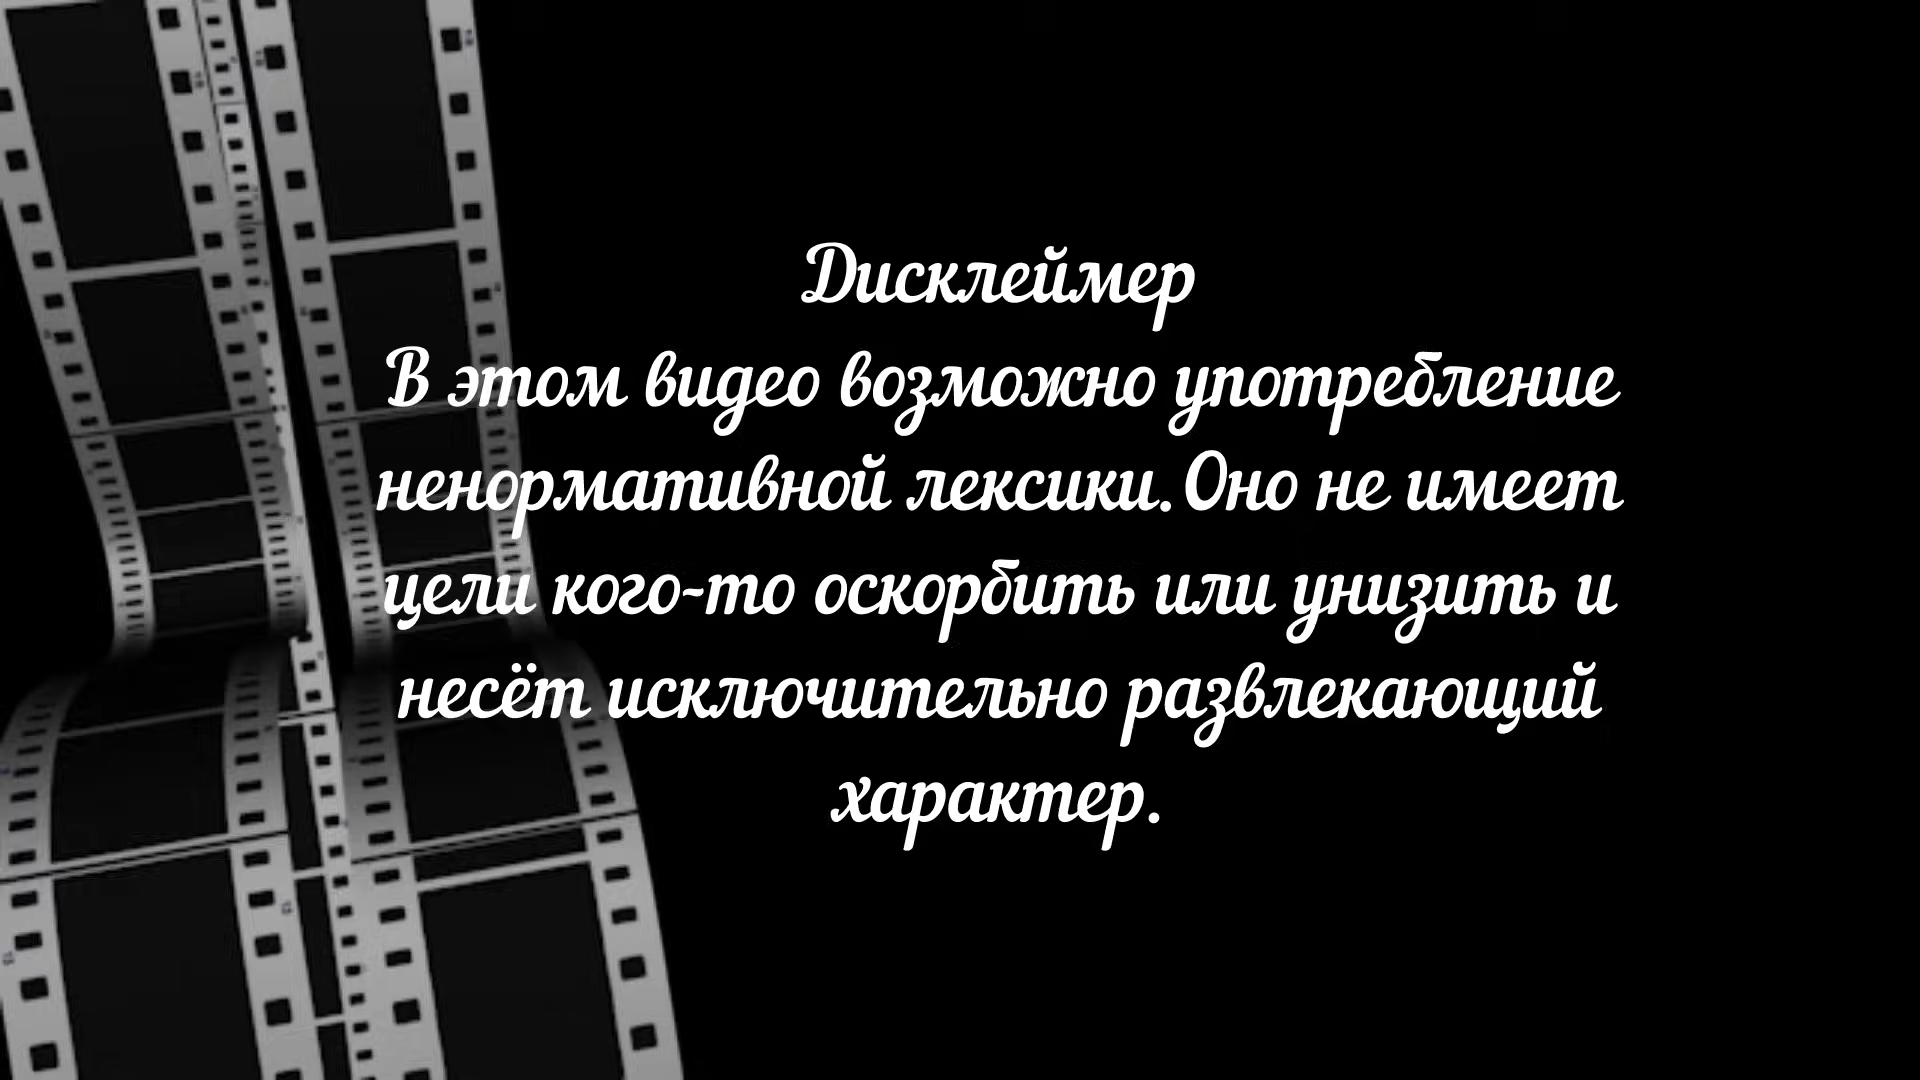 Дисклеймер
В этом видео возможно употребление
ненормативной лексики. Оно не имеет
цели кого-то оскорбить или унизить и
несёт исключительно развлекающий
характер.